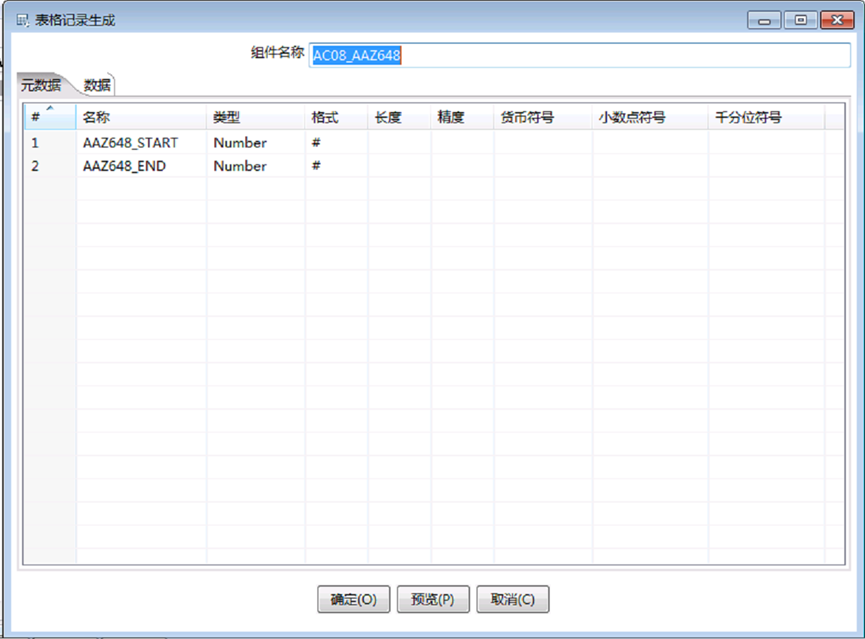 表格记录生成
组件名称 AC08_AAZ648
元数据 数据
# 名称 类型 格式 长度 精度 货币符号 小数点符号 千分位符号
1 AAZ648_START Number #
2 AAZ648_END Number #
确定(O) 预览(P) 取消(C)